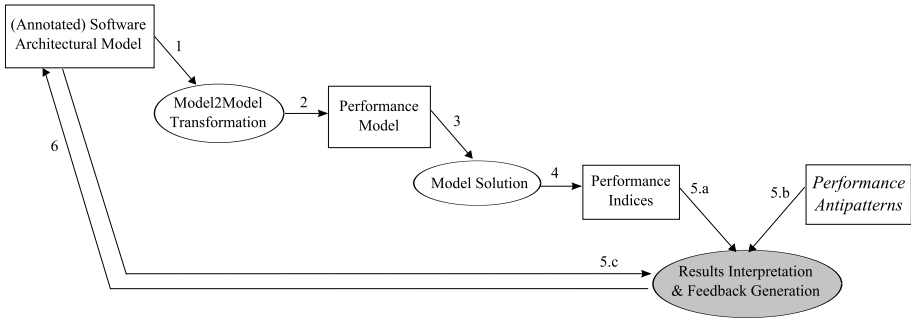 (Annotated) Software
Architectural Model
1
Model2Model
Transformation
2
Performance
Model
3
Model Solution
4
Performance
Indices
5.a
5.b
Performance
Antipatterns
6
5.c
Results Interpretation
& Feedback Generation